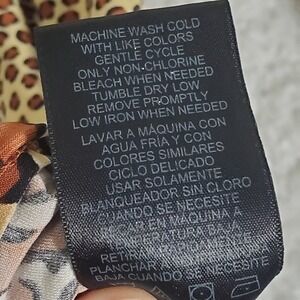 MACHINE WASH COLD
WITH LIKE COLORS
GENTLE CYCLE
ONLY NON-CHLORINE
BLEACH WHEN NEEDED
TUMBLE DRY LOW
REMOVE PROMPTLY
LOW IRON WHEN NEEDED
LAVAR A MÁQUINA CON
AGUA FRÍA Y CON
COLORES SIMILARES
CICLO DELICADO
USAR SOLAMENTE
BLANQUEADOR SIN CLORO
CUANDO SE NECESITE
SECAR EN MÁQUINA A
TEMPERATURA BAJA
RETIRAR RÁPIDAMENTE
PLANCHAR
BAJA CUANDO SE NECESITE